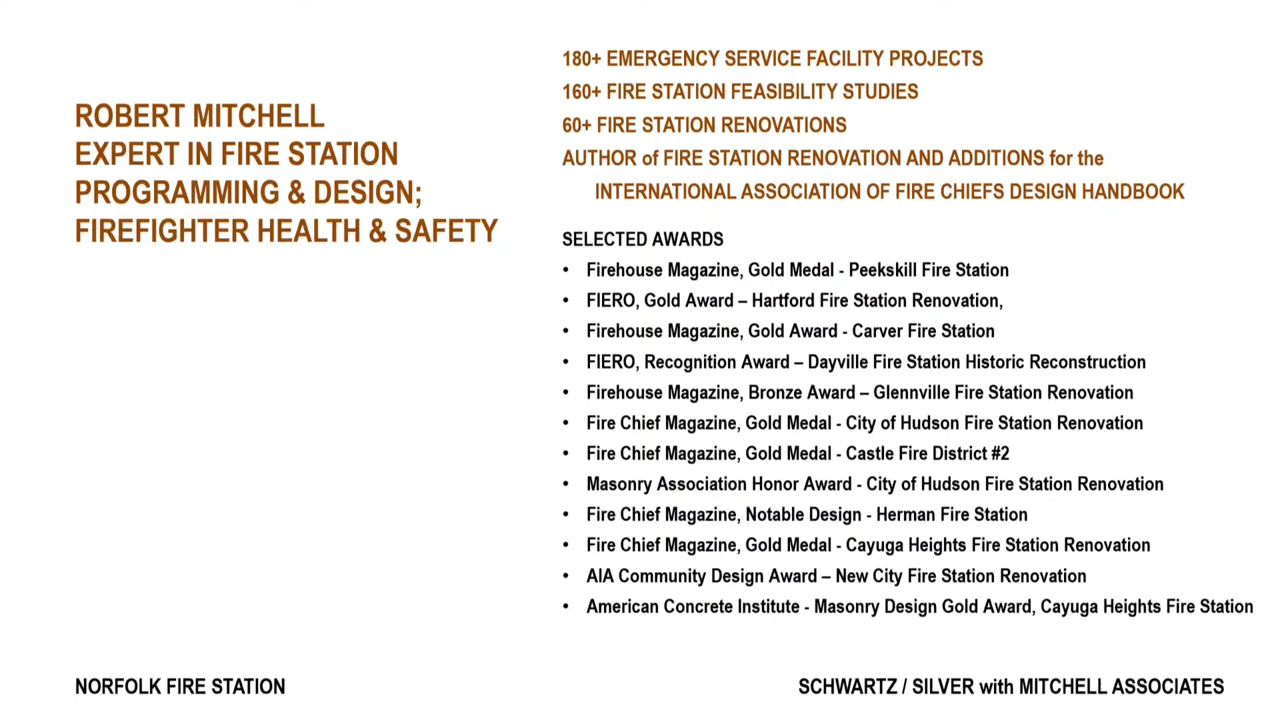 ROBERT MITCHELL
EXPERT IN FIRE STATION
PROGRAMMING & DESIGN;
FIREFIGHTER HEALTH & SAFETY
180+ EMERGENCY SERVICE FACILITY PROJECTS
160+ FIRE STATION FEASIBILITY STUDIES
60+ FIRE STATION RENOVATIONS
AUTHOR of FIRE STATION RENOVATION AND ADDITIONS for the
INTERNATIONAL ASSOCIATION OF FIRE CHIEFS DESIGN HANDBOOK
SELECTED AWARDS
• Firehouse Magazine, Gold Medal - Peekskill Fire Station
• FIERO, Gold Award – Hartford Fire Station Renovation,
• Firehouse Magazine, Gold Award - Carver Fire Station
• FIERO, Recognition Award – Dayville Fire Station Historic Reconstruction
• Firehouse Magazine, Bronze Award – Glennville Fire Station Renovation
• Fire Chief Magazine, Gold Medal - City of Hudson Fire Station Renovation
• Fire Chief Magazine, Gold Medal - Castle Fire District #2
• Masonry Association Honor Award - City of Hudson Fire Station Renovation
• Fire Chief Magazine, Notable Design - Herman Fire Station
• Fire Chief Magazine, Gold Medal - Cayuga Heights Fire Station Renovation
• AIA Community Design Award – New City Fire Station Renovation
• American Concrete Institute - Masonry Design Gold Award, Cayuga Heights Fire Station
NORFOLK FIRE STATION
SCHWARTZ / SILVER with MITCHELL ASSOCIATES